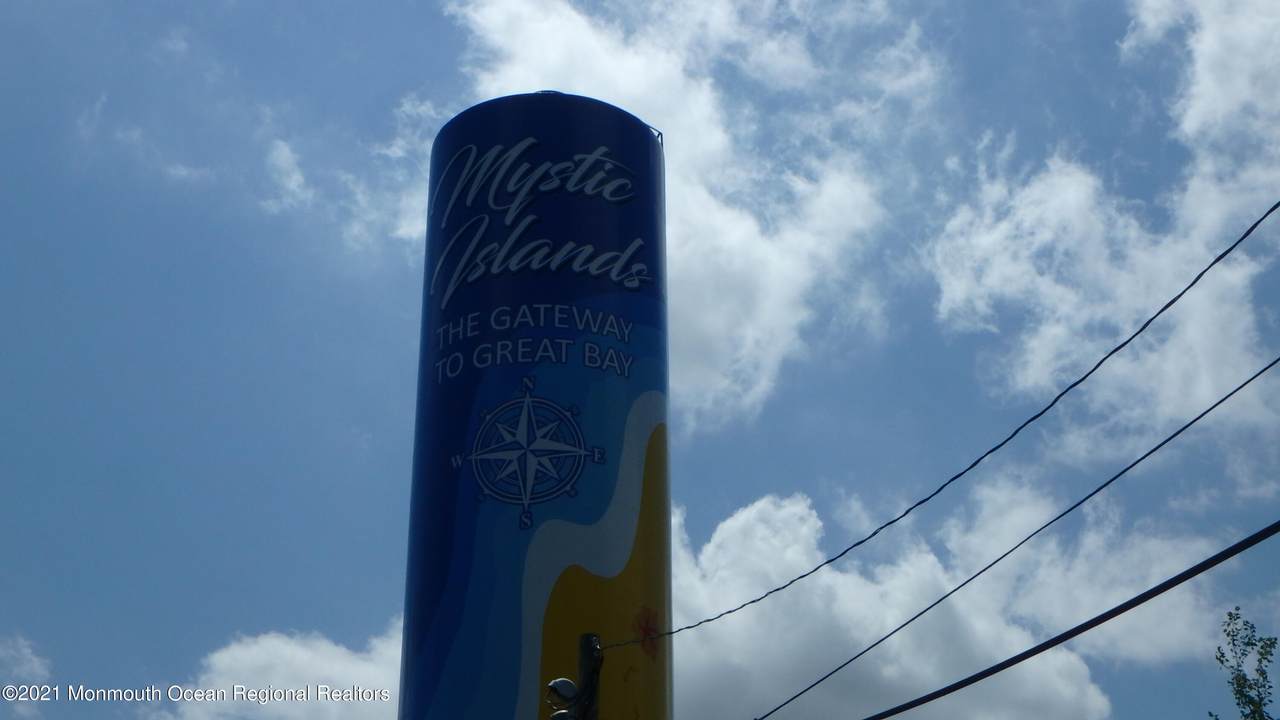 Mystic
Islands
THE GATEWAY
TO GREAT BAY
N
W E
S
©2021 Monmouth Ocean Regional Realtors